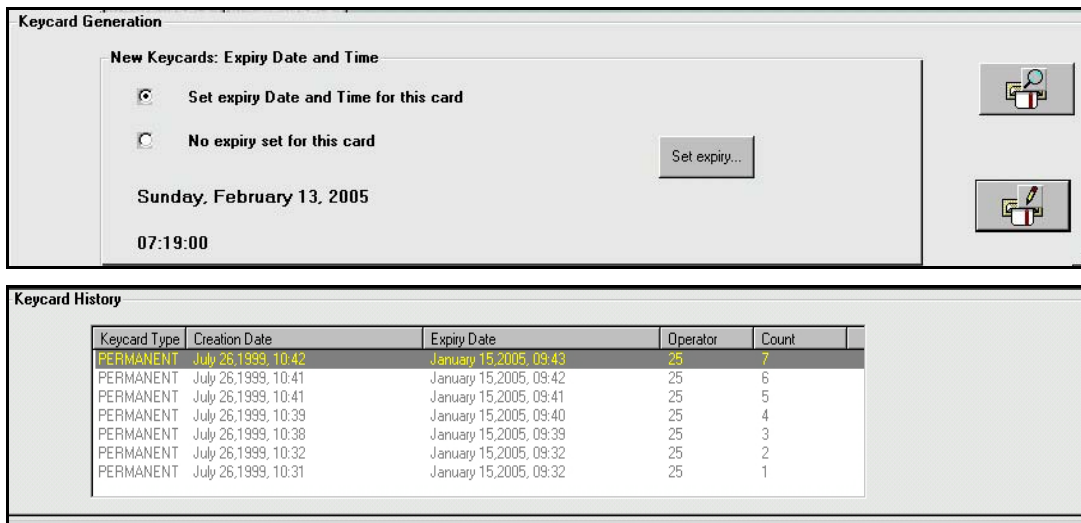 Keycard Generation
New Keycards: Expiry Date and Time
Set expiry Date and Time for this card
No expiry set for this card
Set expiry...
Sunday, February 13, 2005
07:19:00
Keycard History
Keycard Type Creation Date Expiry Date Operator Count
PERMANENT July 26,1999, 10:42 January 15,2005, 09:43 25 7
PERMANENT July 26,1999, 10:41 January 15,2005, 09:42 25 6
PERMANENT July 26,1999, 10:41 January 15,2005, 09:41 25 5
PERMANENT July 26,1999, 10:39 January 15,2005, 09:40 25 4
PERMANENT July 26,1999, 10:38 January 15,2005, 09:39 25 3
PERMANENT July 26,1999, 10:32 January 15,2005, 09:32 25 2
PERMANENT July 26,1999, 10:31 January 15,2005, 09:32 25 1